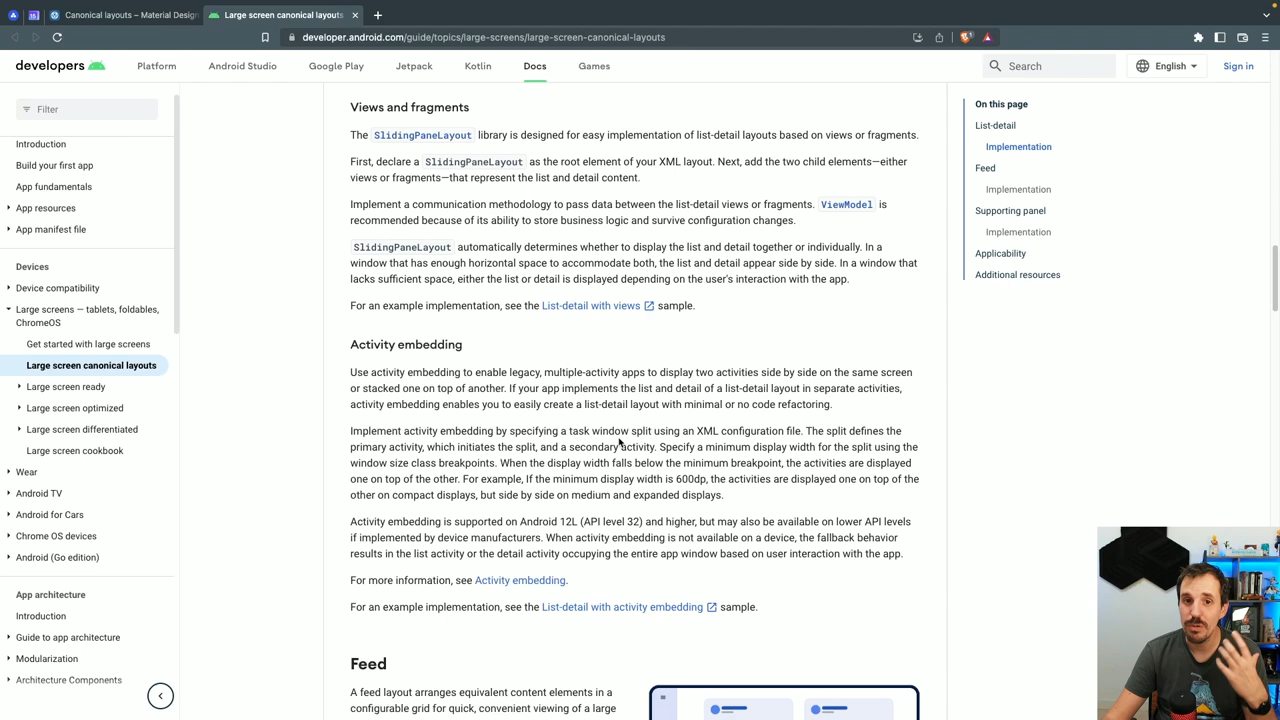 Canonical layouts – Material Design
Large screen canonical layouts
developer.android.com/guide/topics/large-screens/large-screen-canonical-layouts
developers
Platform
Android Studio
Google Play
Jetpack
Kotlin
Docs
Games
Search
English
Sign in
Filter
Introduction
Build your first app
App fundamentals
App resources
App manifest file
Devices
Device compatibility
Large screens — tablets, foldables,
ChromeOS
Get started with large screens
Large screen canonical layouts
Large screen ready
Large screen optimized
Large screen differentiated
Large screen cookbook
Wear
Android TV
Android for Cars
Chrome OS devices
Android (Go edition)
App architecture
Introduction
Guide to app architecture
Modularization
Architecture Components
Views and fragments
The SlidingPaneLayout library is designed for easy implementation of list-detail layouts based on views or fragments.
First, declare a SlidingPaneLayout as the root element of your XML layout. Next, add the two child elements—either
views or fragments—that represent the list and detail content.
Implement a communication methodology to pass data between the list-detail views or fragments. ViewModel is
recommended because of its ability to store business logic and survive configuration changes.
SlidingPaneLayout automatically determines whether to display the list and detail together or individually. In a
window that has enough horizontal space to accommodate both, the list and detail appear side by side. In a window that
lacks sufficient space, either the list or detail is displayed depending on the user's interaction with the app.
For an example implementation, see the List-detail with views sample.
Activity embedding
Use activity embedding to enable legacy, multiple-activity apps to display two activities side by side on the same screen
or stacked one on top of another. If your app implements the list and detail of a list-detail layout in separate activities,
activity embedding enables you to easily create a list-detail layout with minimal or no code refactoring.
Implement activity embedding by specifying a task window split using an XML configuration file. The split defines the
primary activity, which initiates the split, and a secondary activity. Specify a minimum display width for the split using the
window size class breakpoints. When the display width falls below the minimum breakpoint, the activities are displayed
one on top of the other. For example, If the minimum display width is 600dp, the activities are displayed one on top of the
other on compact displays, but side by side on medium and expanded displays.
Activity embedding is supported on Android 12L (API level 32) and higher, but may also be available on lower API levels
if implemented by device manufacturers. When activity embedding is not available on a device, the fallback behavior
results in the list activity or the detail activity occupying the entire app window based on user interaction with the app.
For more information, see Activity embedding.
For an example implementation, see the List-detail with activity embedding sample.
Feed
A feed layout arranges equivalent content elements in a
configurable grid for quick, convenient viewing of a large
On this page
List-detail
Implementation
Feed
Implementation
Supporting panel
Implementation
Applicability
Additional resources